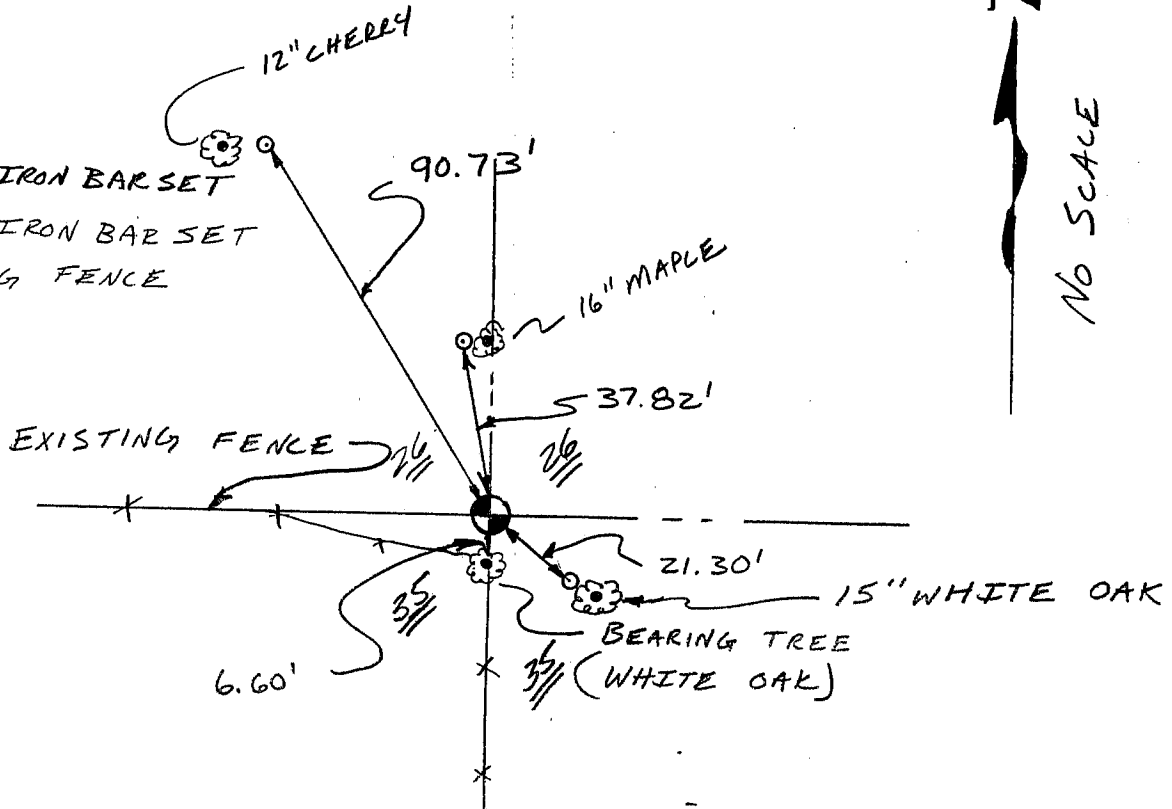 12" CHERRY
IRON BAR SET
IRON BAR SET
G FENCE
90.73'
16" MAPLE
No SCALE
37.82'
EXISTING FENCE
26
26
21.30'
15" WHITE OAK
35
BEARING TREE
35
(WHITE OAK)
6.60'